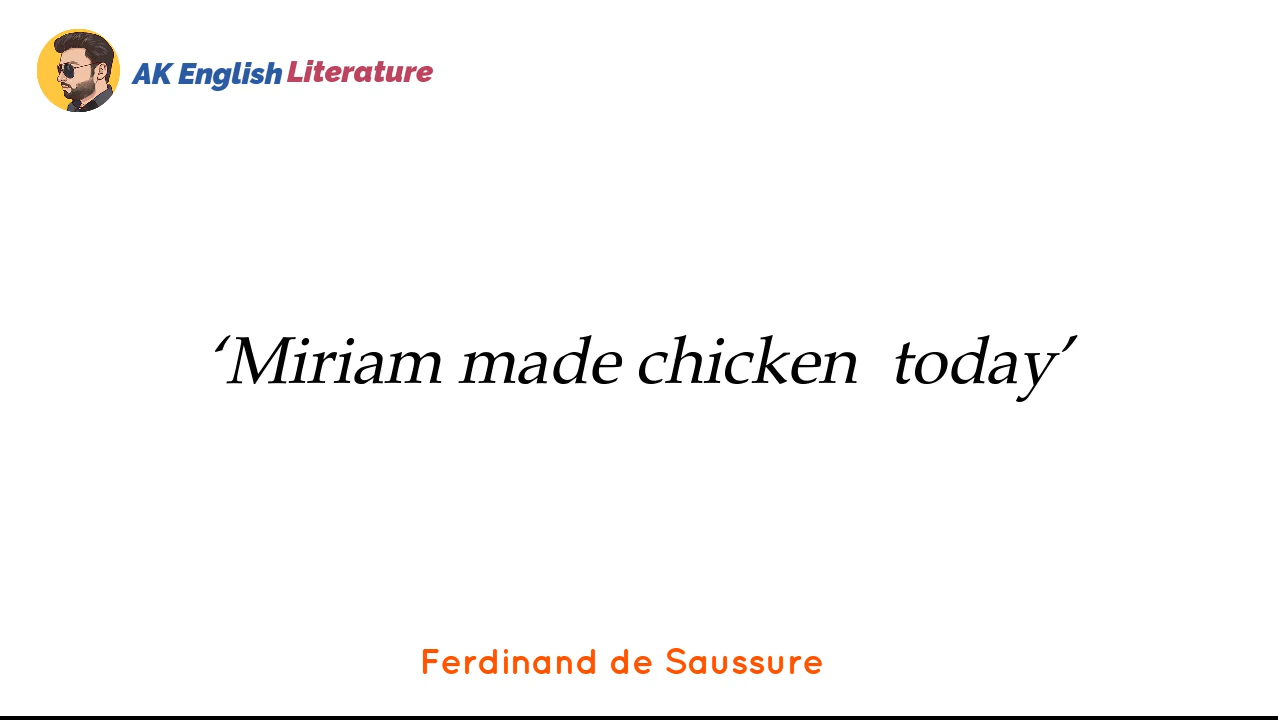 AK English Literature
‘Miriam made chicken today’
Ferdinand de Saussure